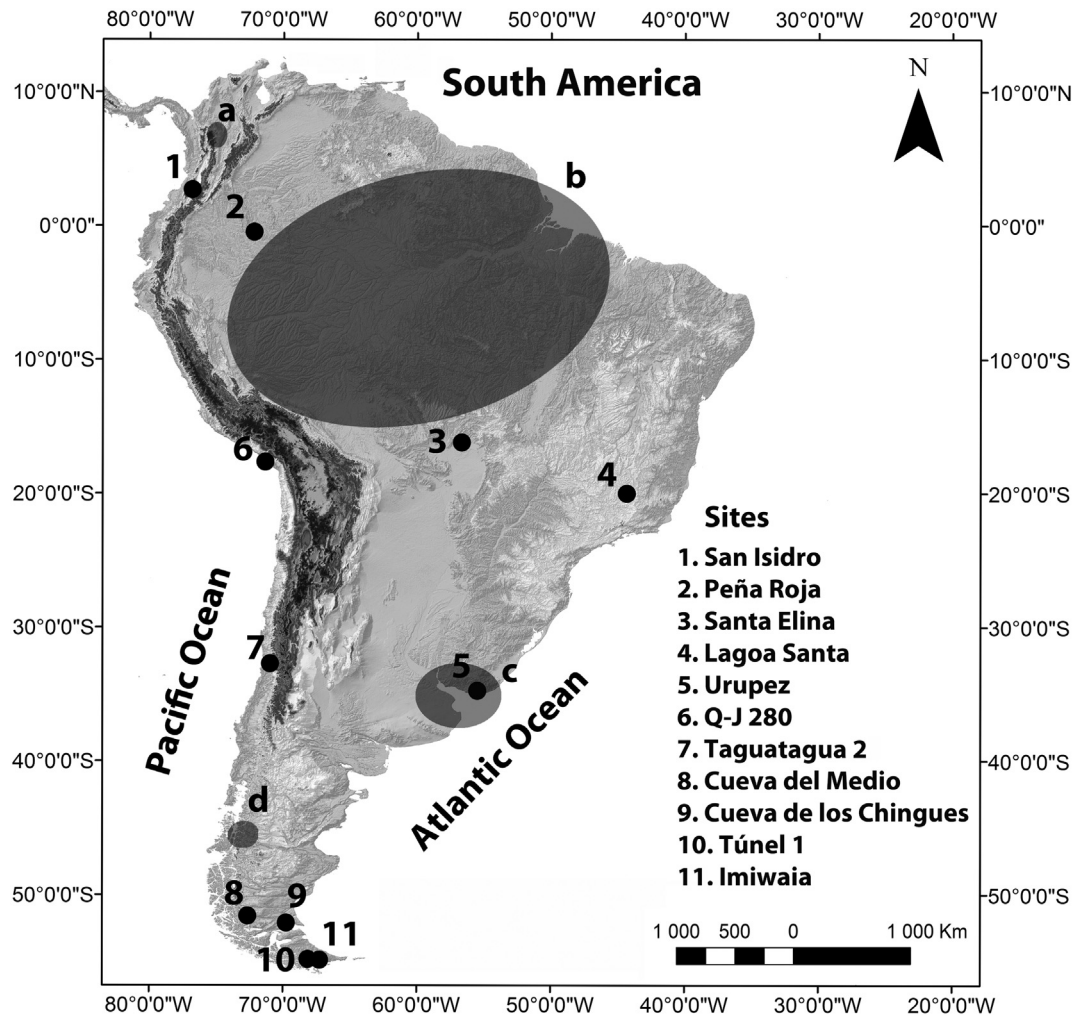 80°0'0"W 70°0'0"W 60°0'0"W 50°0'0"W 40°0'0"W 30°0'0"W 20°0'0"W
South America
N
10°0'0"N 10°0'0"N
a
1
b
2
0°0'0" 0°0'0"
10°0'0"S 10°0'0"S
3
6
4
20°0'0"S 20°0'0"S
Sites
1. San Isidro
2. Peña Roja
3. Santa Elina
4. Lagoa Santa
5. Urupez
6. Q-J 280
7. Taguatagua 2
8. Cueva del Medio
9. Cueva de los Chingues
10. Túnel 1
11. Imiwaia
30°0'0"S 30°0'0"S
7
5
c
Pacific Ocean
Atlantic Ocean
40°0'0"S 40°0'0"S
d
50°0'0"S 50°0'0"S
8
9
11
10
1 000 500 0 1 000 Km
80°0'0"W 70°0'0"W 60°0'0"W 50°0'0"W 40°0'0"W 30°0'0"W 20°0'0"W